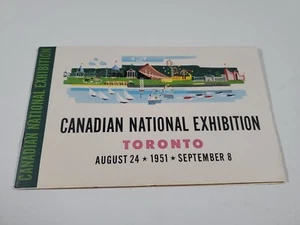 CANADIAN NATIONAL EXHIBITION
CANADIAN NATIONAL EXHIBITION
TORONTO
AUGUST 24 ★ 1951 ★ SEPTEMBER 8